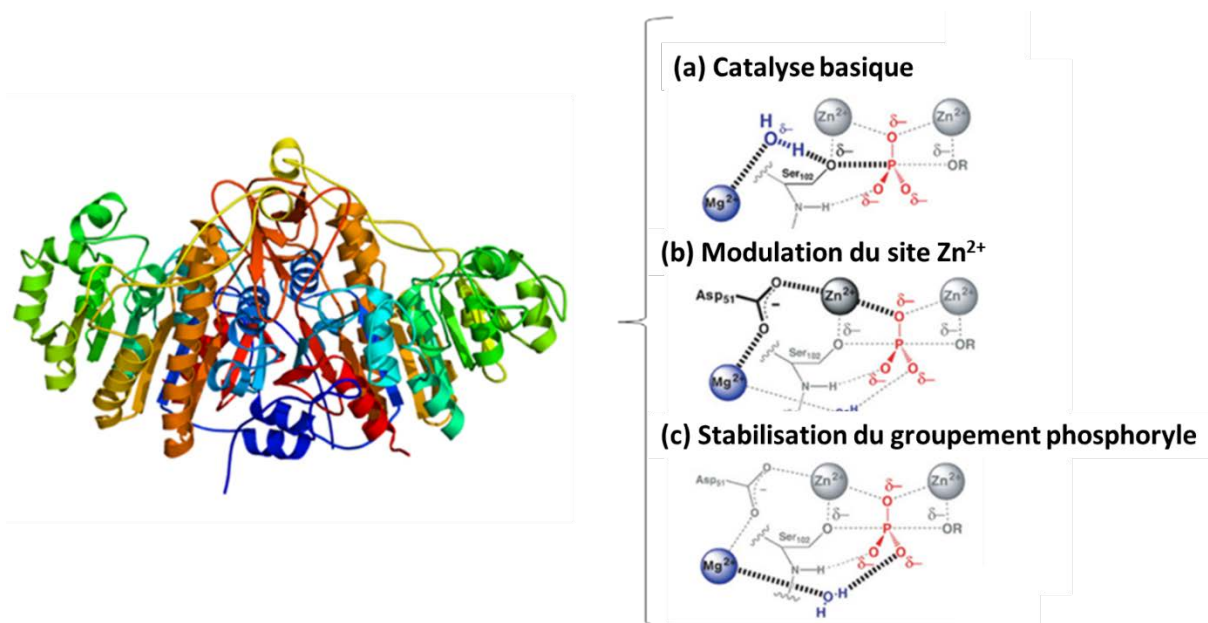 (a) Catalyse basique
Zn²⁺ δ– Zn²⁺
H δ–
O H O δ– P δ– OR
Ser₁₀₂ O O
Mg²⁺ N H δ– δ–
(b) Modulation du site Zn²⁺
Asp₅₁ O Zn²⁺ δ– Zn²⁺
– O
O δ– δ–
Ser₁₀₂ O P OR
Mg²⁺ N H O O
δ– δ–
H
(c) Stabilisation du groupement phosphoryle
Asp₅₁ O Zn²⁺ δ– Zn²⁺
– O
O δ– δ–
Ser₁₀₂ O P OR
Mg²⁺ N H O O
δ– δ–
O H
H